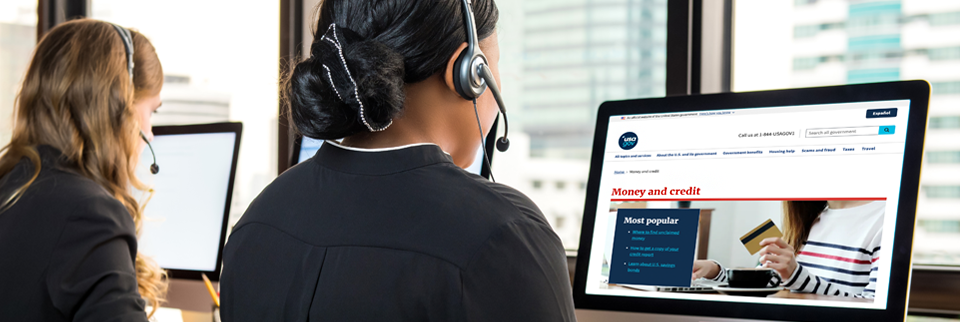 Español
usa
gov
Call us at 1-844-USAGOV1
Search all government
All topics and services
About the U.S. and its government
Government benefits
Housing help
Scams and fraud
Taxes
Travel
Home
Money and credit
Money and credit
Most popular
Where to find unclaimed
money
How to get a copy of your
credit report
Learn about U.S. savings
bonds